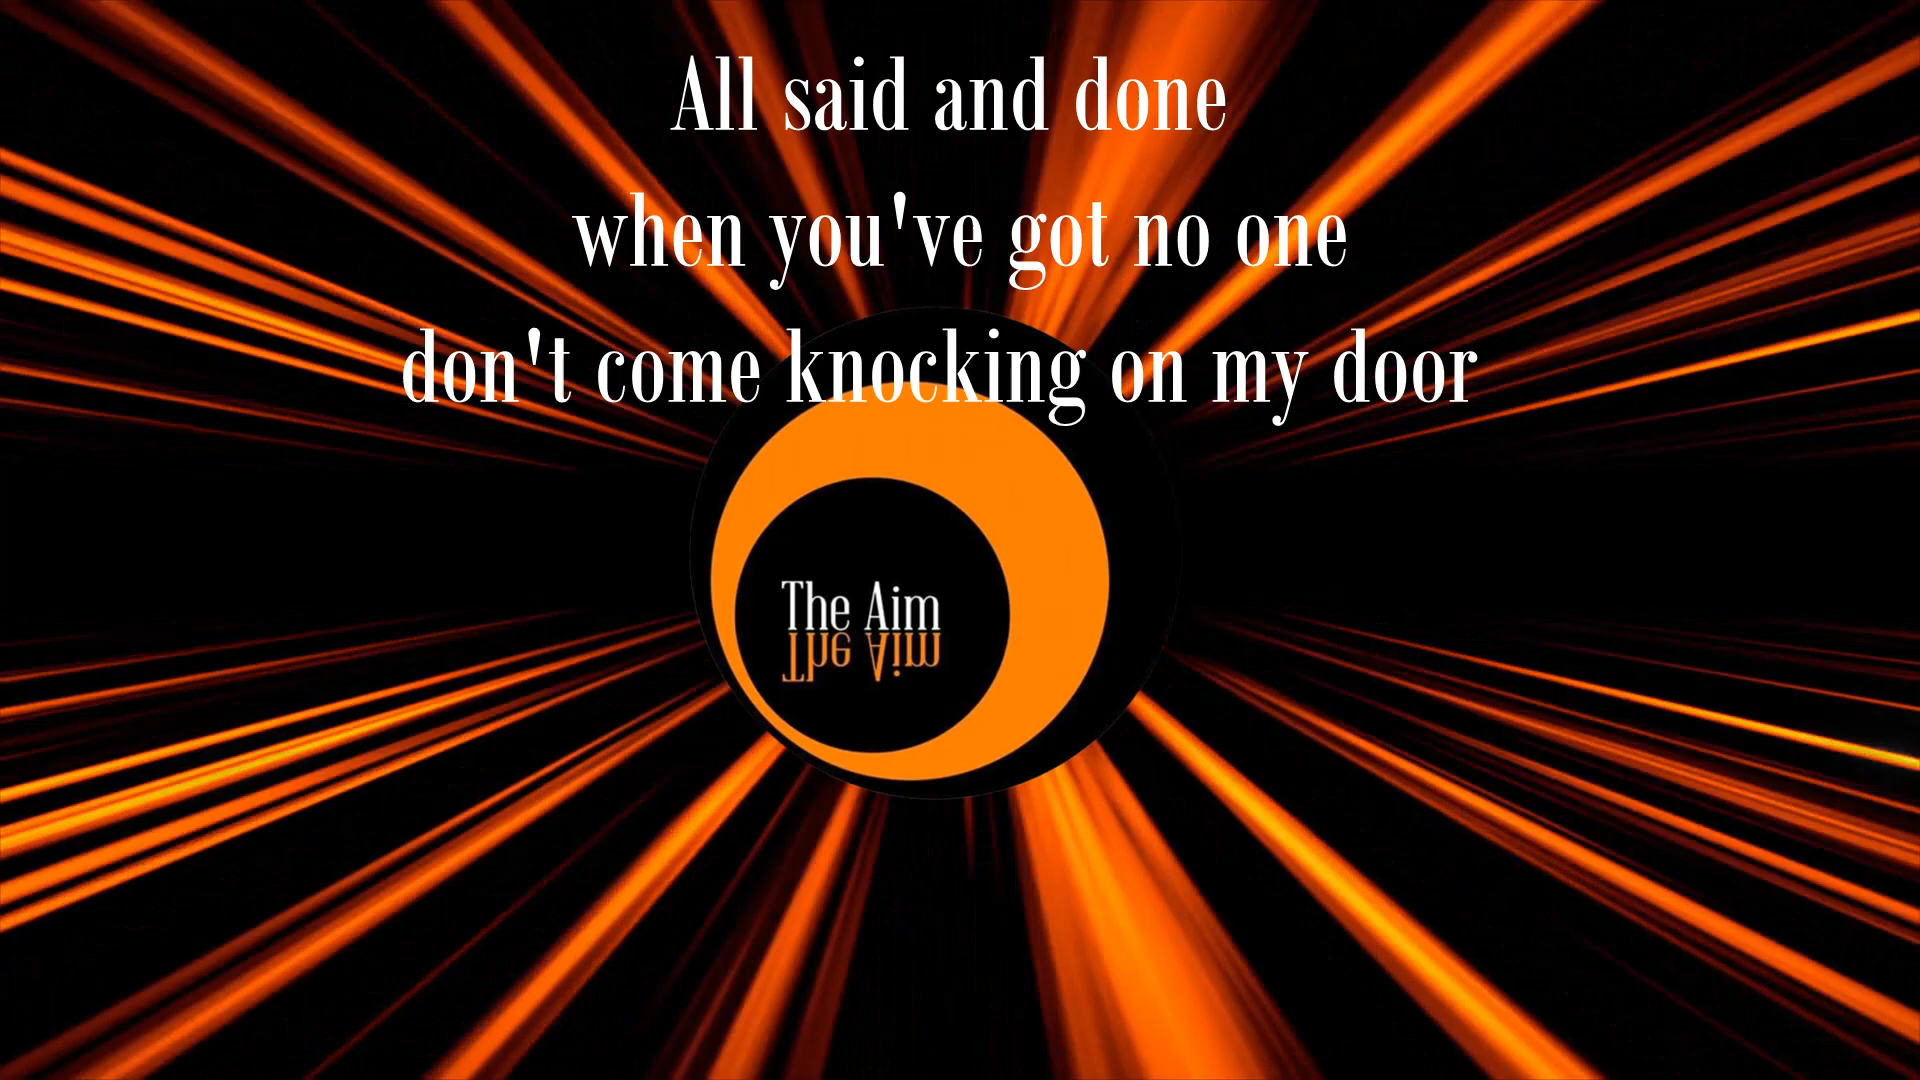 All said and done
when you've got no one
don't come knocking on my door
The Aim
The Aim